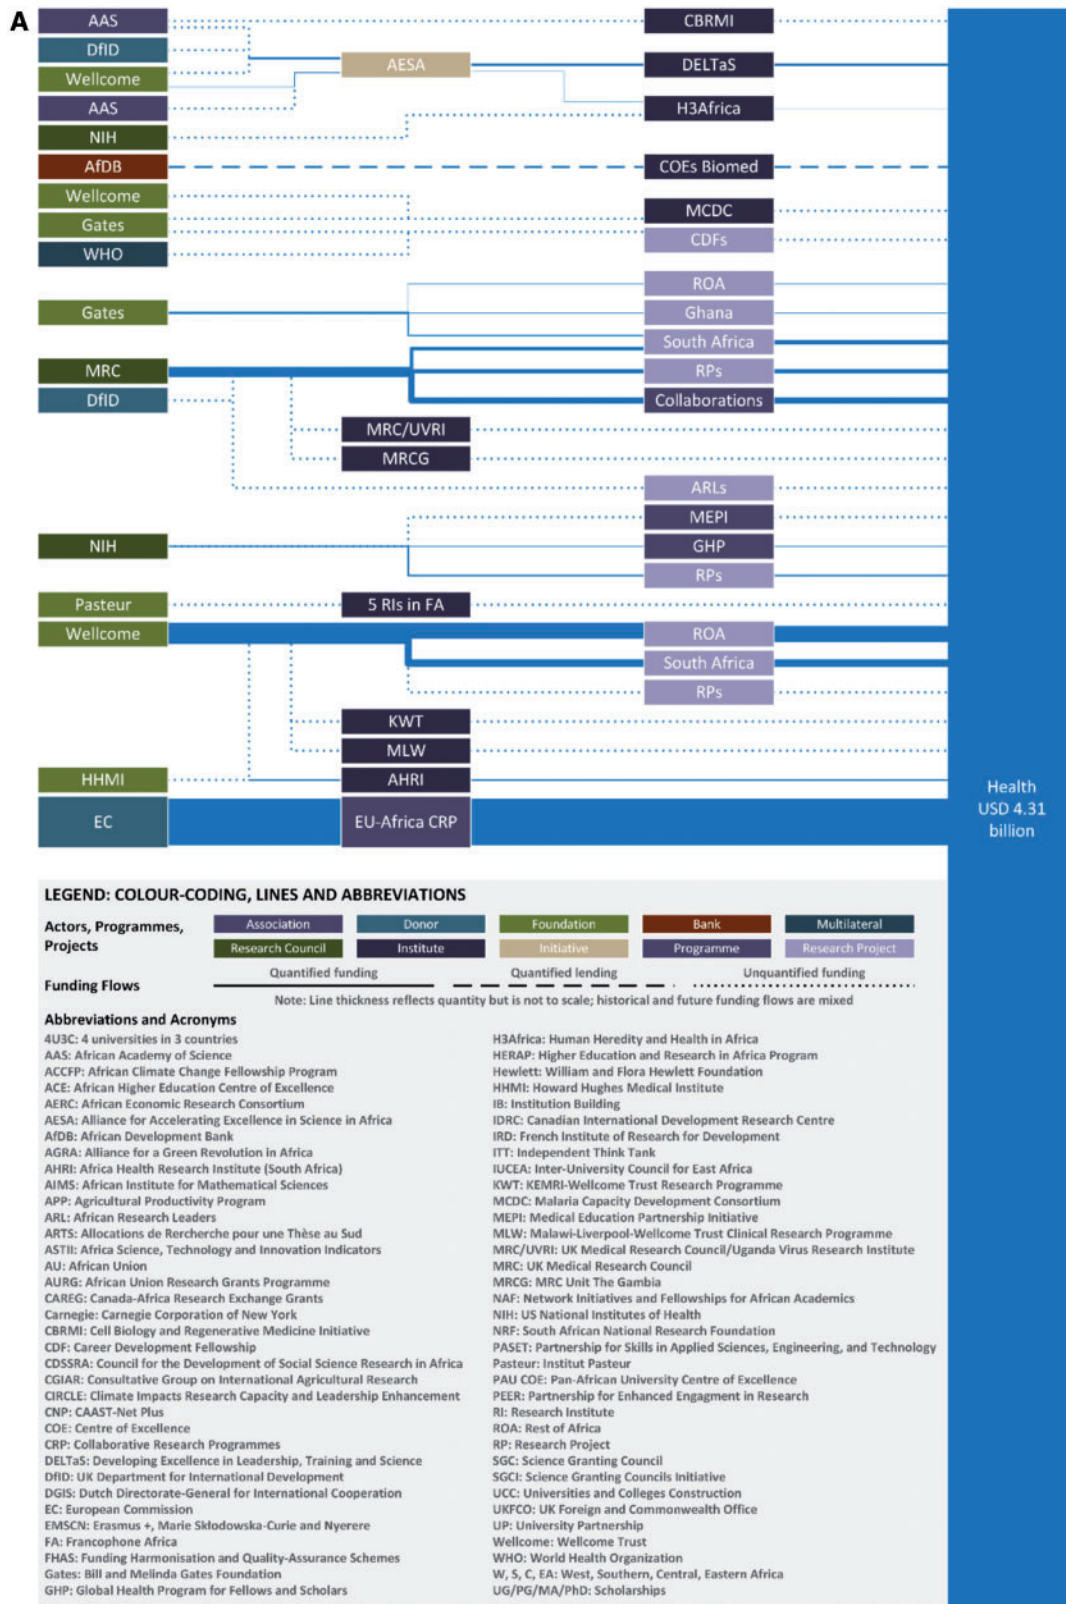 A
AAS
CBRMI
DfID
AESA
DELTaS
Wellcome
AAS
H3Africa
NIH
AfDB
COEs Biomed
Wellcome
MCDC
Gates
CDFs
WHO
ROA
Gates
Ghana
South Africa
MRC
RPs
DfID
Collaborations
MRC/UVRI
MRCG
ARLs
MEPI
NIH
GHP
RPs
Pasteur
5 RIs in FA
Wellcome
ROA
South Africa
RPs
KWT
MLW
HHMI
AHRI
EC
EU-Africa CRP
Health
USD 4.31
billion
LEGEND: COLOUR-CODING, LINES AND ABBREVIATIONS
Actors, Programmes,
Projects
Association
Donor
Foundation
Bank
Multilateral
Research Council
Institute
Initiative
Programme
Research Project
Funding Flows
Quantified funding
Quantified lending
Unquantified funding
Note: Line thickness reflects quantity but is not to scale; historical and future funding flows are mixed
Abbreviations and Acronyms
4U3C: 4 universities in 3 countries
AAS: African Academy of Science
ACCFP: African Climate Change Fellowship Program
ACE: African Higher Education Centre of Excellence
AERC: African Economic Research Consortium
AESA: Alliance for Accelerating Excellence in Science in Africa
AfDB: African Development Bank
AGRA: Alliance for a Green Revolution in Africa
AHRI: Africa Health Research Institute (South Africa)
AIMS: African Institute for Mathematical Sciences
APP: Agricultural Productivity Program
ARL: African Research Leaders
ARTS: Allocations de Rercherche pour une Thèse au Sud
ASTII: Africa Science, Technology and Innovation Indicators
AU: African Union
AURG: African Union Research Grants Programme
CAREG: Canada-Africa Research Exchange Grants
Carnegie: Carnegie Corporation of New York
CBRMI: Cell Biology and Regenerative Medicine Initiative
CDF: Career Development Fellowship
CDSSRA: Council for the Development of Social Science Research in Africa
CGIAR: Consultative Group on International Agricultural Research
CIRCLE: Climate Impacts Research Capacity and Leadership Enhancement
CNP: CAAST-Net Plus
COE: Centre of Excellence
CRP: Collaborative Research Programmes
DELTaS: Developing Excellence in Leadership, Training and Science
DfID: UK Department for International Development
DGIS: Dutch Directorate-General for International Cooperation
EC: European Commission
EMSCN: Erasmus +, Marie Skłodowska-Curie and Nyerere
FA: Francophone Africa
FHAS: Funding Harmonisation and Quality-Assurance Schemes
Gates: Bill and Melinda Gates Foundation
GHP: Global Health Program for Fellows and Scholars
H3Africa: Human Heredity and Health in Africa
HERAP: Higher Education and Research in Africa Program
Hewlett: William and Flora Hewlett Foundation
HHMI: Howard Hughes Medical Institute
IB: Institution Building
IDRC: Canadian International Development Research Centre
IRD: French Institute of Research for Development
ITT: Independent Think Tank
IUCEA: Inter-University Council for East Africa
KWT: KEMRI-Wellcome Trust Research Programme
MCDC: Malaria Capacity Development Consortium
MEPI: Medical Education Partnership Initiative
MLW: Malawi-Liverpool-Wellcome Trust Clinical Research Programme
MRC/UVRI: UK Medical Research Council/Uganda Virus Research Institute
MRC: UK Medical Research Council
MRCG: MRC Unit The Gambia
NAF: Network Initiatives and Fellowships for African Academics
NIH: US National Institutes of Health
NRF: South African National Research Foundation
PASET: Partnership for Skills in Applied Sciences, Engineering, and Technology
Pasteur: Institut Pasteur
PAU COE: Pan-African University Centre of Excellence
PEER: Partnership for Enhanced Engagment in Research
RI: Research Institute
ROA: Rest of Africa
RP: Research Project
SGC: Science Granting Council
SGCI: Science Granting Councils Initiative
UCC: Universities and Colleges Construction
UKFCO: UK Foreign and Commonwealth Office
UP: University Partnership
Wellcome: Wellcome Trust
WHO: World Health Organization
W, S, C, EA: West, Southern, Central, Eastern Africa
UG/PG/MA/PhD: Scholarships